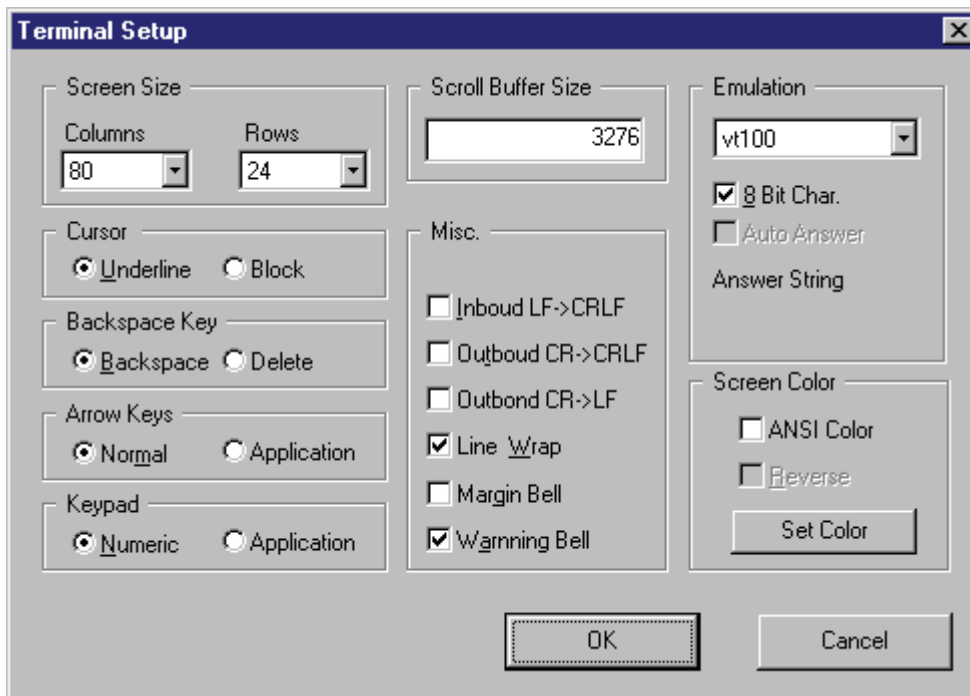 Terminal Setup
Screen Size
Columns Rows
80 24
Cursor
Underline Block
Backspace Key
Backspace Delete
Arrow Keys
Normal Application
Keypad
Numeric Application
Scroll Buffer Size
3276
Misc.
Inboud LF->CRLF
Outboud CR->CRLF
Outbond CR->LF
Line Wrap
Margin Bell
Warnning Bell
Emulation
vt100
8 Bit Char.
Auto Answer
Answer String
Screen Color
ANSI Color
Reverse
Set Color
OK Cancel